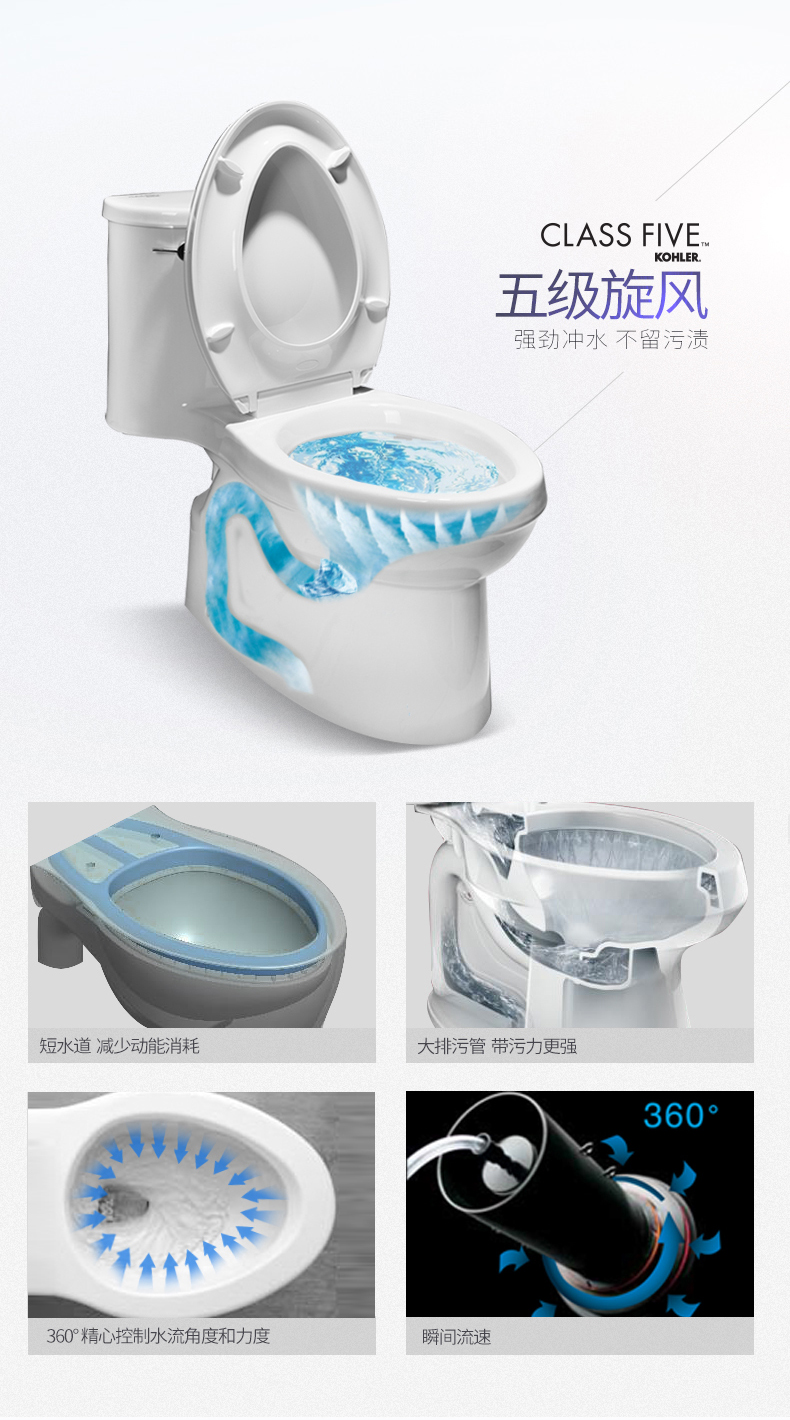 CLASS FIVE™
KOHLER.
五级旋风
强劲冲水 不留污渍
短水道 减少动能消耗
大排污管 带污力更强
360°
360°精心控制水流角度和力度
瞬间流速